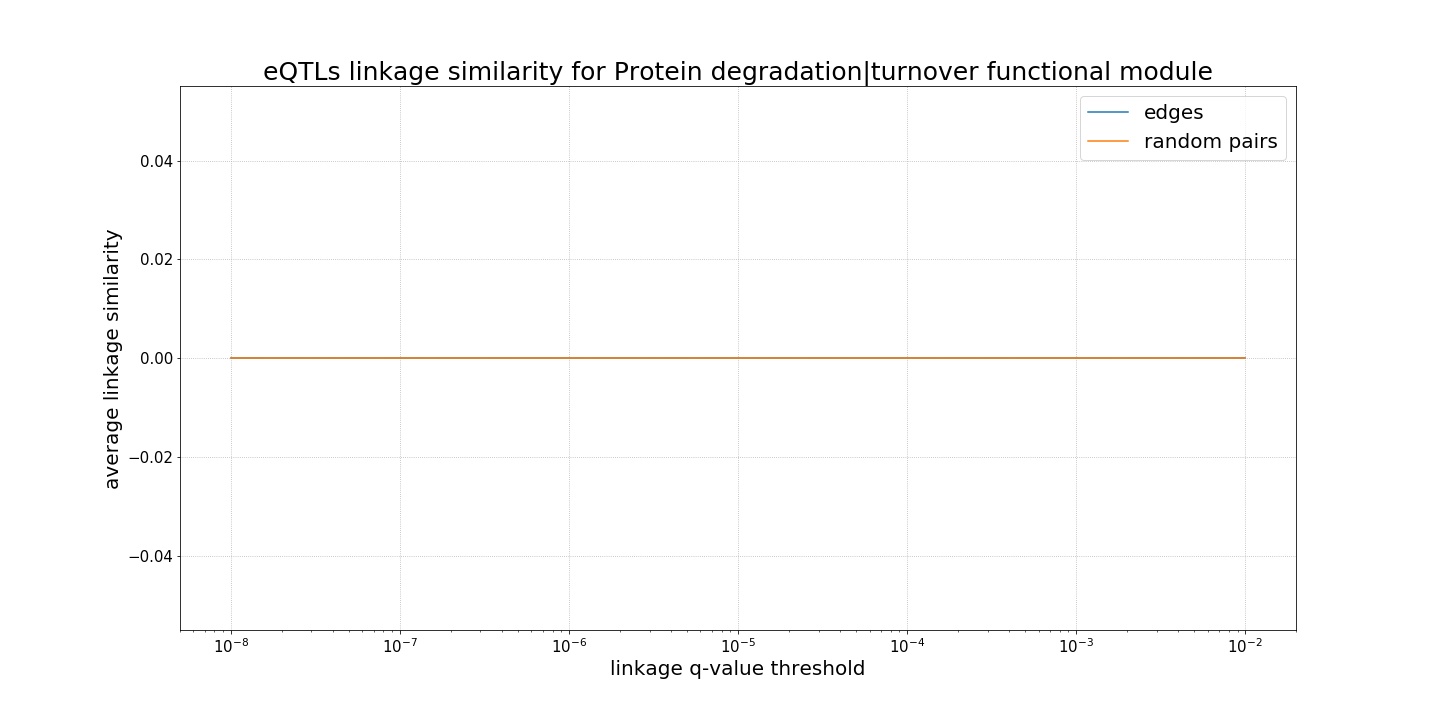 eQTLs linkage similarity for Protein degradation|turnover functional module
edges
random pairs
average linkage similarity
0.04
0.02
0.00
−0.02
−0.04
10⁻⁸ 10⁻⁷ 10⁻⁶ 10⁻⁵ 10⁻⁴ 10⁻³ 10⁻²
linkage q-value threshold